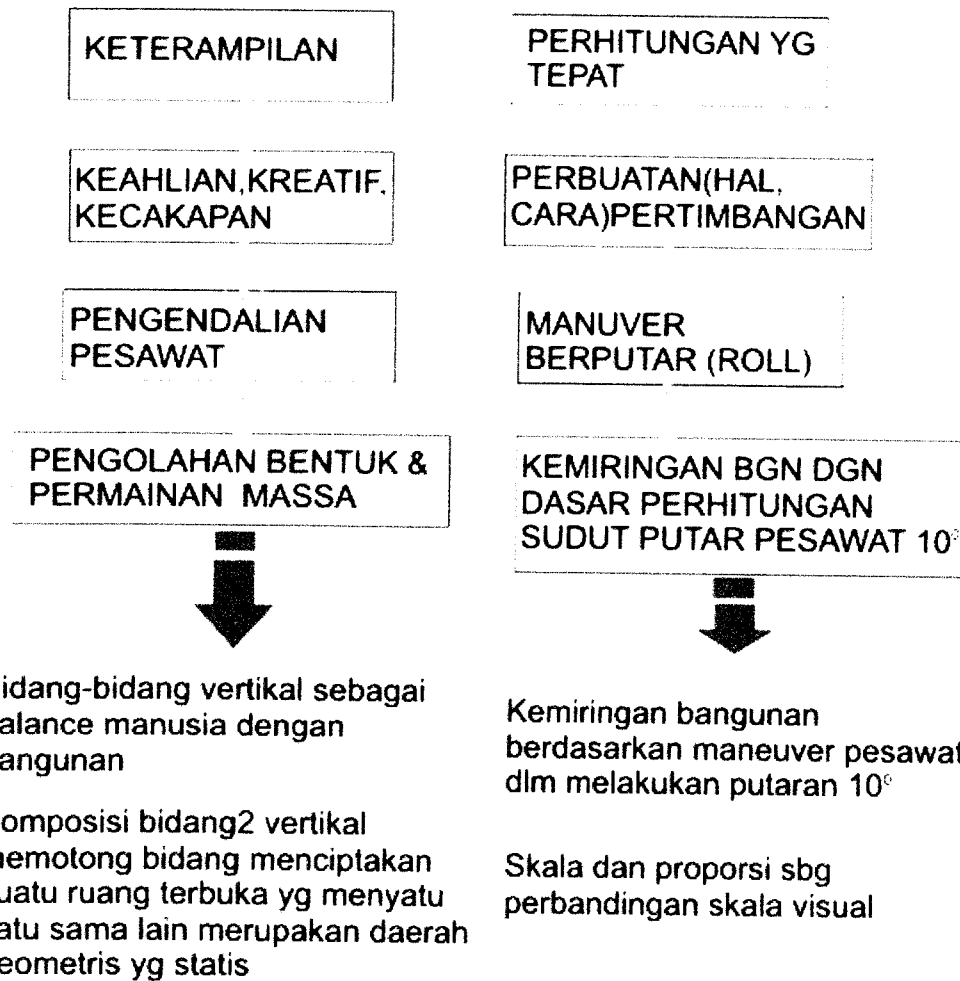 KETERAMPILAN
KEAHLIAN,KREATIF,
KECAKAPAN
PENGENDALIAN
PESAWAT
PENGOLAHAN BENTUK &
PERMAINAN MASSA
idang-bidang vertikal sebagai
alance manusia dengan
angunan
omposisi bidang2 vertikal
emotong bidang menciptakan
uatu ruang terbuka yg menyatu
atu sama lain merupakan daerah
eometris yg statis
PERHITUNGAN YG
TEPAT
PERBUATAN(HAL,
CARA)PERTIMBANGAN
MANUVER
BERPUTAR (ROLL)
KEMIRINGAN BGN DGN
DASAR PERHITUNGAN
SUDUT PUTAR PESAWAT 10°
Kemiringan bangunan
berdasarkan maneuver pesawat
dlm melakukan putaran 10°
Skala dan proporsi sbg
perbandingan skala visual